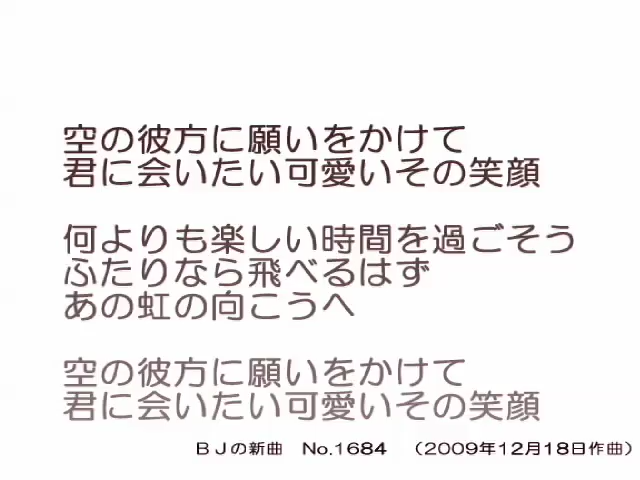 空の彼方に願いをかけて
君に会いたい可愛いその笑顔
何よりも楽しい時間を過ごそう
ふたりなら飛べるはず
あの虹の向こうへ
空の彼方に願いをかけて
君に会いたい可愛いその笑顔
ＢＪの新曲　No.1684　（2009年12月18日作曲）